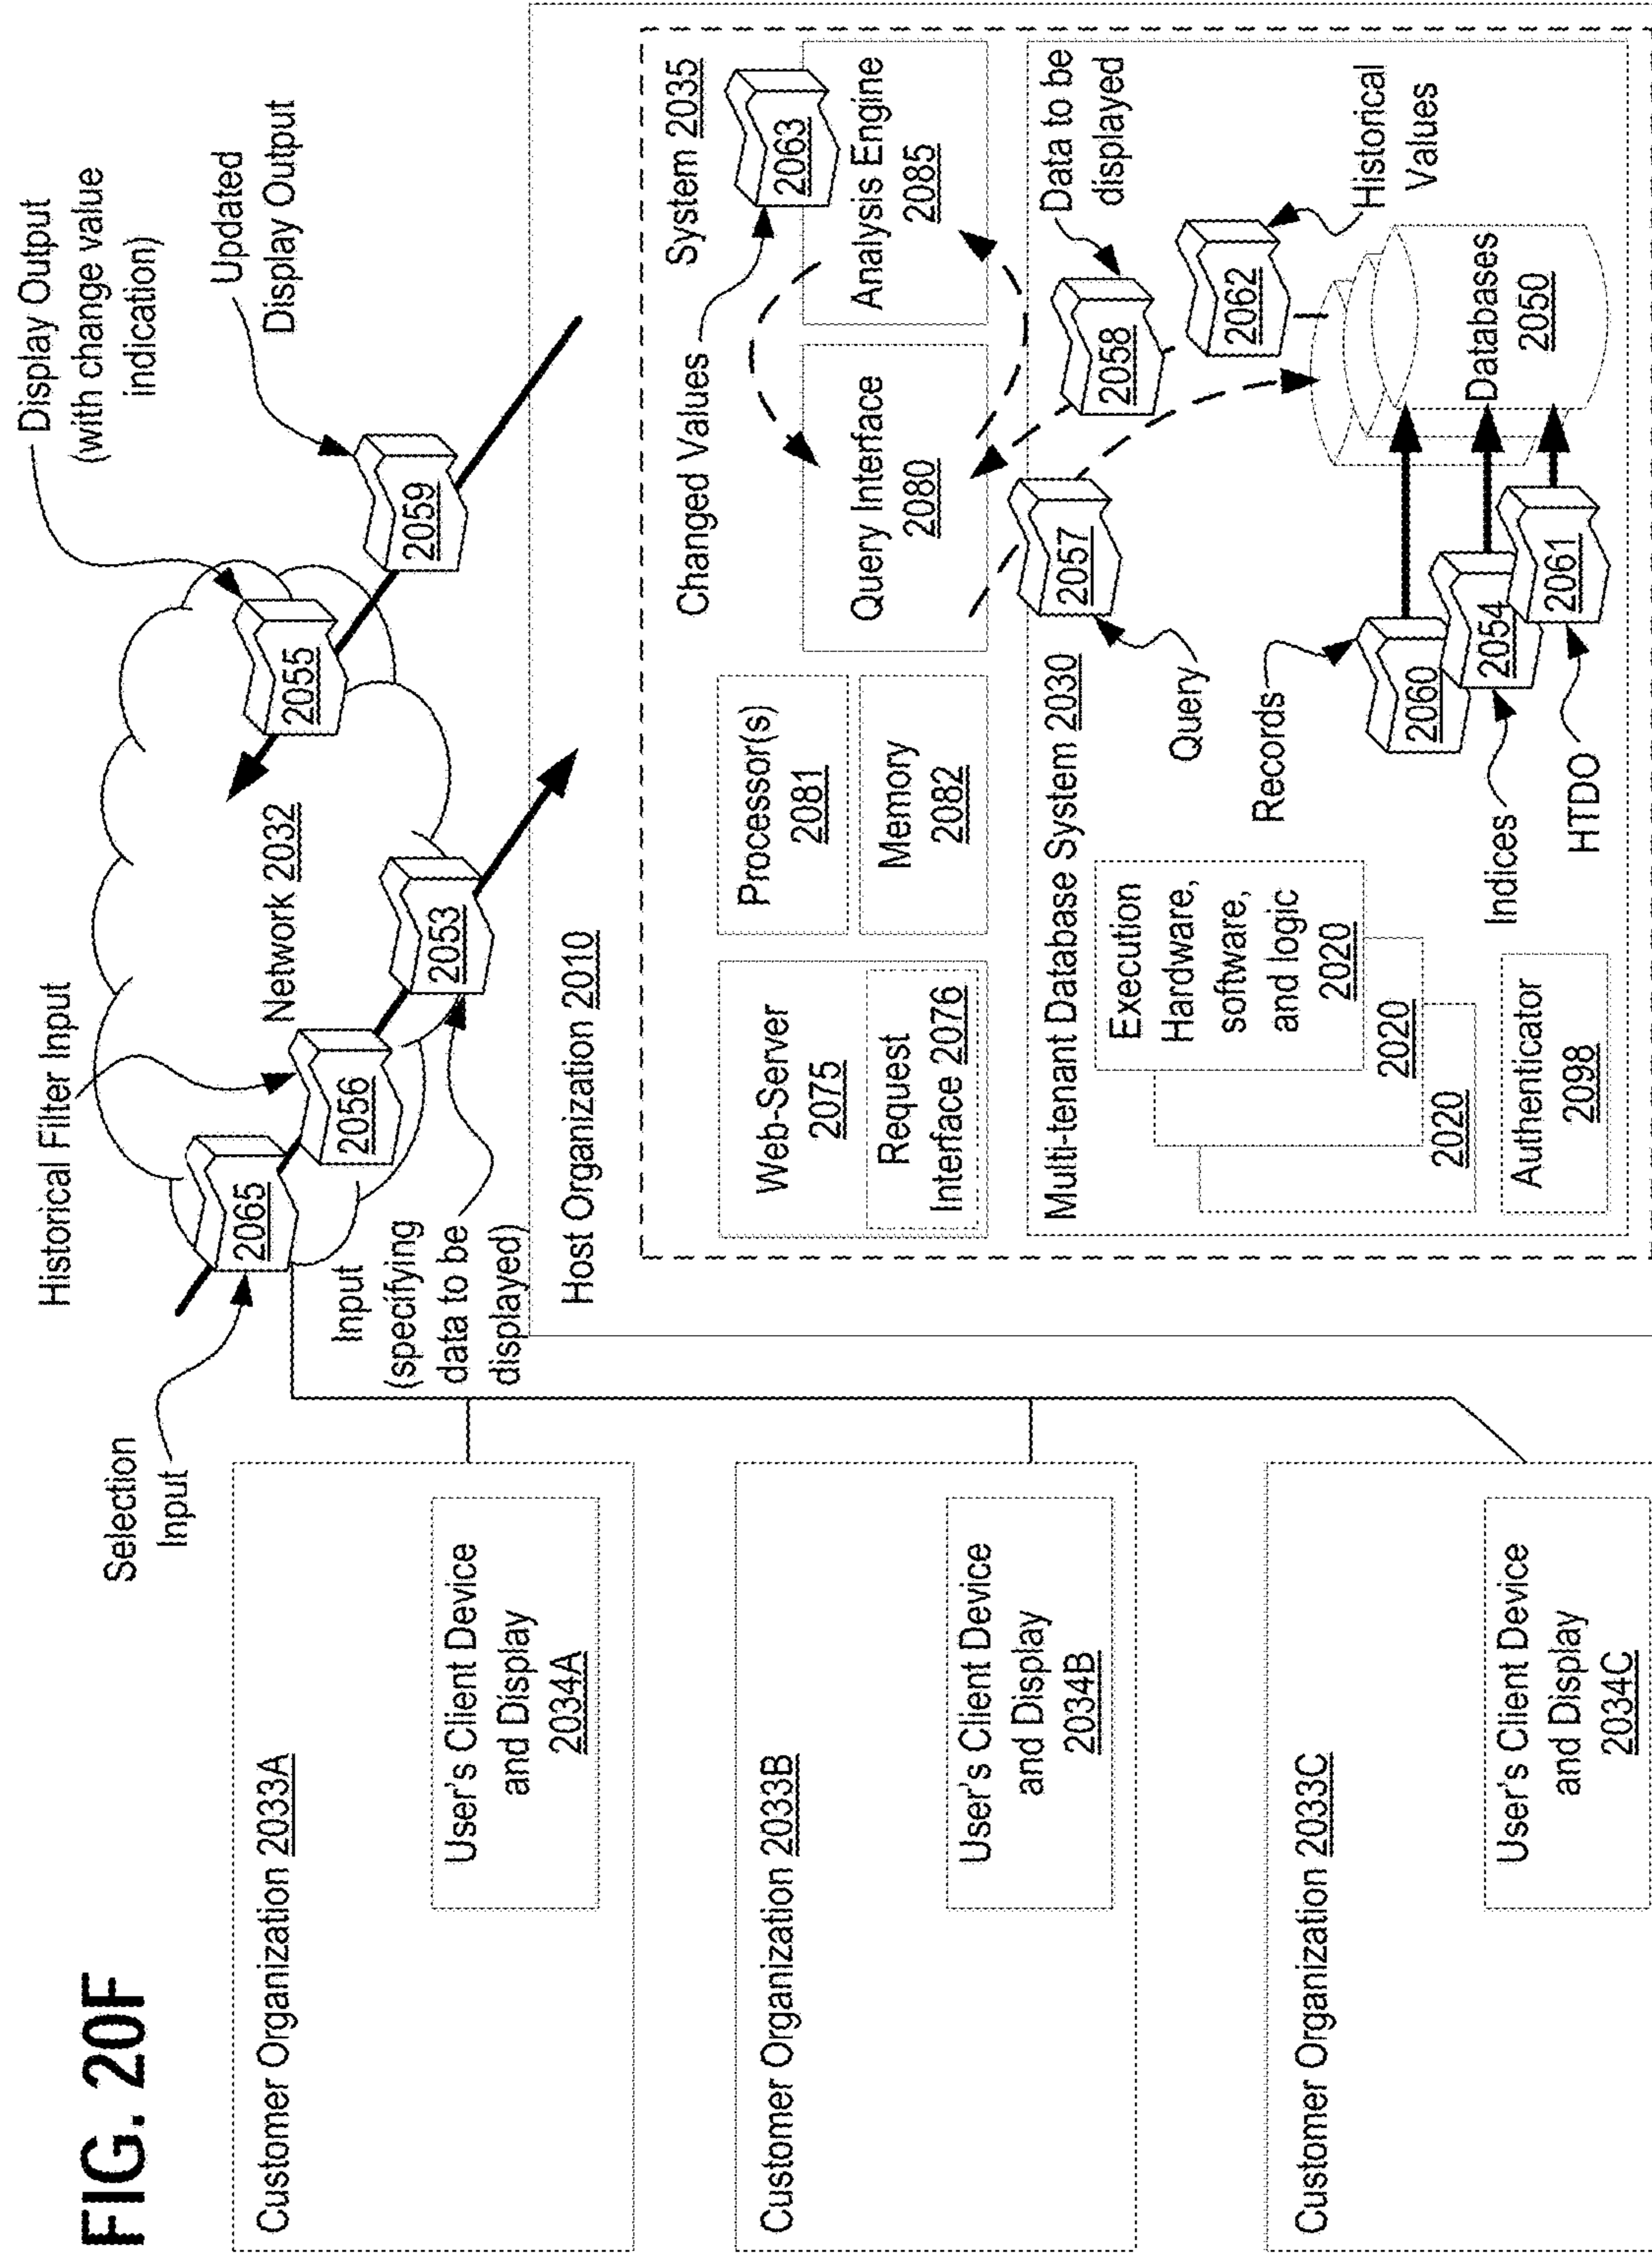 FIG. 20F
Customer Organization 2033A
User's Client Device
and Display
2034A
Customer Organization 2033B
User's Client Device
and Display
2034B
Customer Organization 2033C
User's Client Device
and Display
2034C
Selection
Input
Historical Filter Input
Network 2032
2065
2056
2053
2055
2059
Display Output
(with change value
indication)
Updated
Display Output
Input
(specifying
data to be
displayed)
Host Organization 2010
System 2035
Web-Server
2075
Request
Interface 2076
Processor(s)
2081
Memory
2082
Changed Values
2063
Query Interface
2080
Analysis Engine
2085
Multi-tenant Database System 2030
Execution
Hardware,
software,
and logic
2020
2020
2020
Authenticator
2098
2057
Query
2058
Data to be
displayed
2062
Historical
Values
Records
2060
2054
2061
Indices
HTDO
Databases
2050